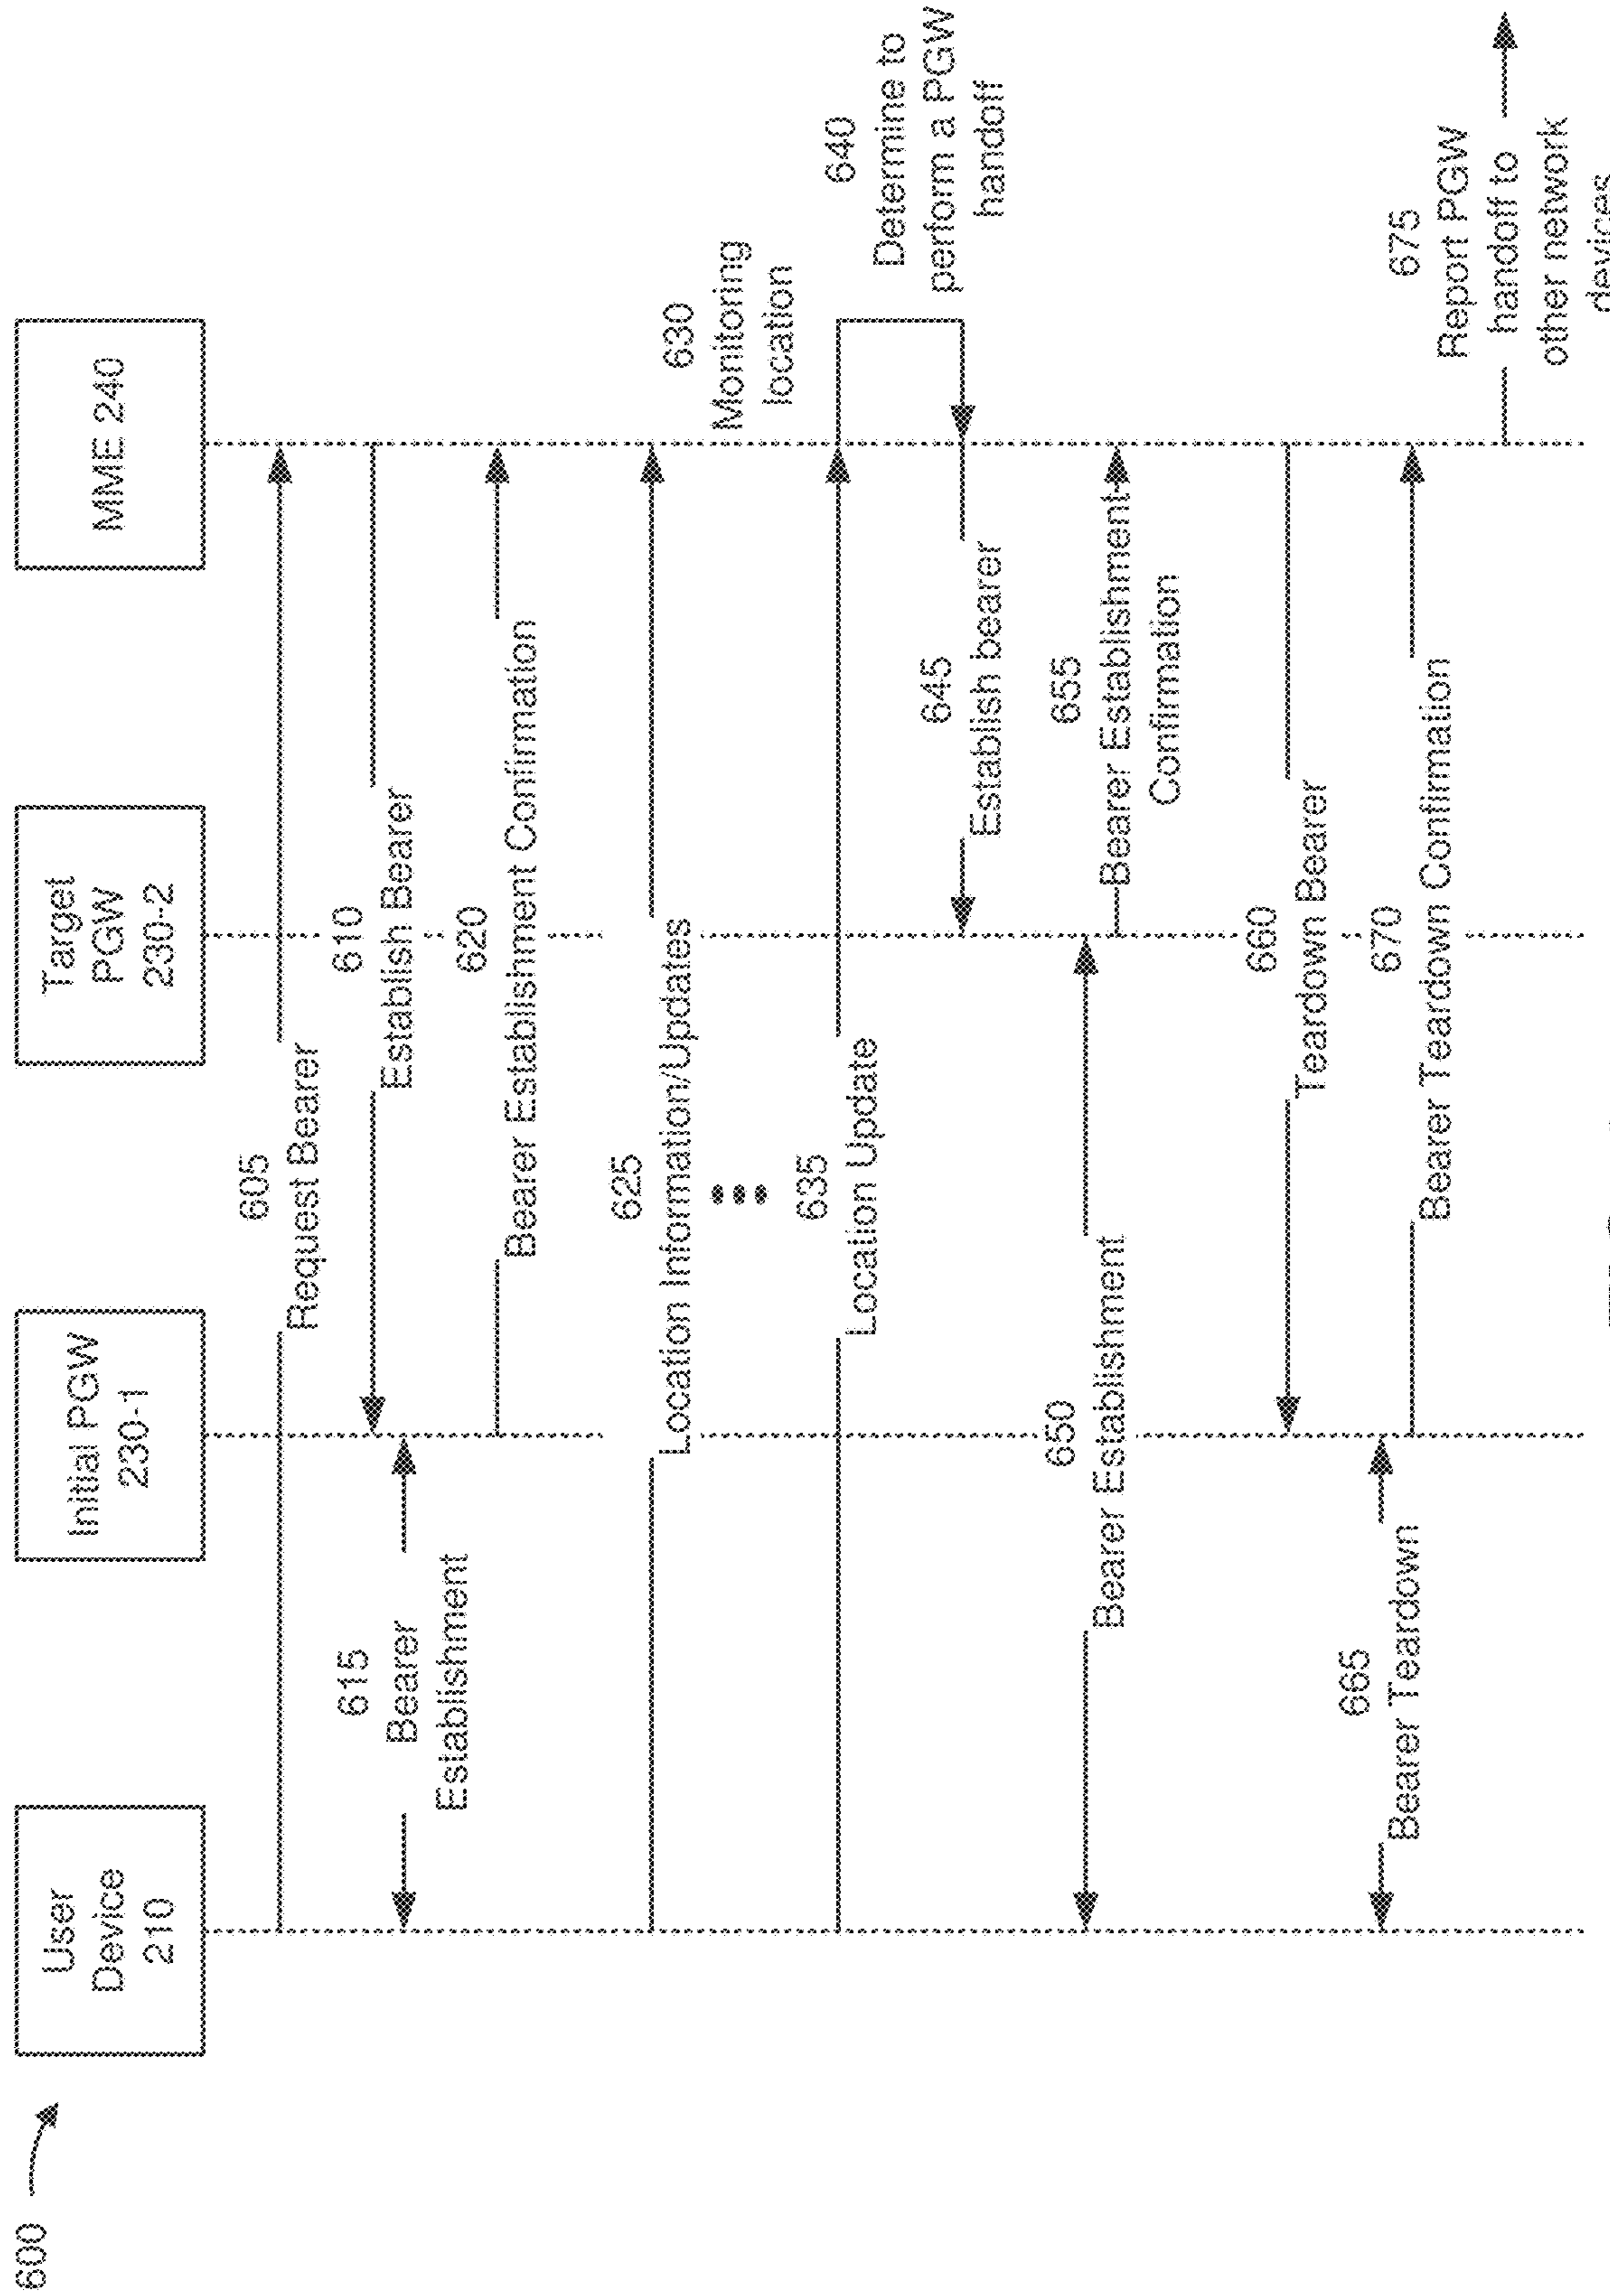 600
User
Device
210
Initial PGW
230-1
Target
PGW
230-2
MME 240
605
Request Bearer
610
Establish Bearer
615
Bearer
Establishment
620
Bearer Establishment Confirmation
625
Location Information/Updates
630
Monitoring
location
635
Location Update
640
Determine to
perform a PGW
handoff
645
Establish bearer
650
Bearer Establishment
655
Bearer Establishment
Confirmation
660
Teardown Bearer
665
Bearer Teardown
670
Bearer Teardown Confirmation
675
Report PGW
handoff to
other network
devices